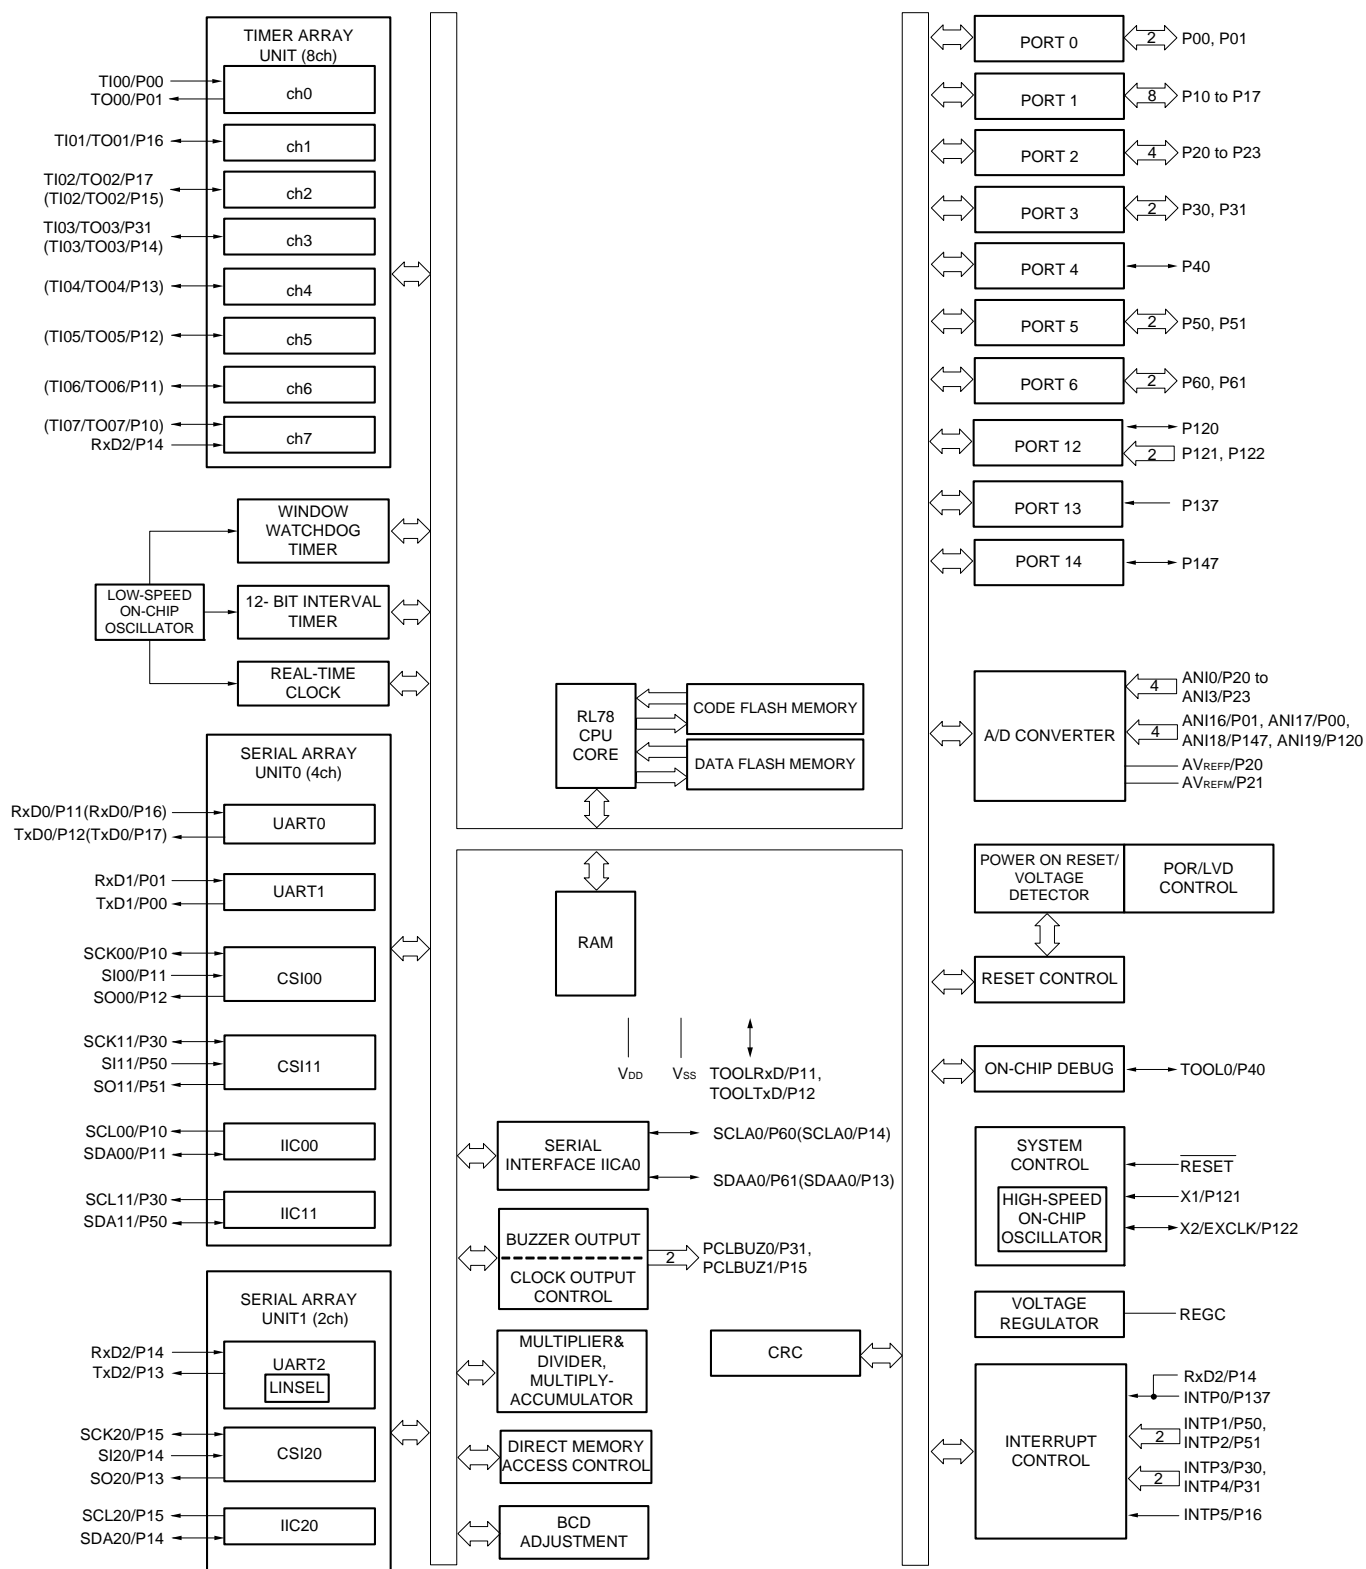 TIMER ARRAY
UNIT (8ch)
TI00/P00
TO00/P01
ch0
TI01/TO01/P16
ch1
TI02/TO02/P17
(TI02/TO02/P15)
ch2
TI03/TO03/P31
(TI03/TO03/P14)
ch3
(TI04/TO04/P13)
ch4
(TI05/TO05/P12)
ch5
(TI06/TO06/P11)
ch6
(TI07/TO07/P10)
RxD2/P14
ch7
WINDOW
WATCHDOG
TIMER
LOW-SPEED
ON-CHIP
OSCILLATOR
12- BIT INTERVAL
TIMER
REAL-TIME
CLOCK
SERIAL ARRAY
UNIT0 (4ch)
RxD0/P11(RxD0/P16)
TxD0/P12(TxD0/P17)
UART0
RxD1/P01
TxD1/P00
UART1
SCK00/P10
SI00/P11
SO00/P12
CSI00
SCK11/P30
SI11/P50
SO11/P51
CSI11
SCL00/P10
SDA00/P11
IIC00
SCL11/P30
SDA11/P50
IIC11
SERIAL ARRAY
UNIT1 (2ch)
RxD2/P14
TxD2/P13
UART2
LINSEL
SCK20/P15
SI20/P14
SO20/P13
CSI20
SCL20/P15
SDA20/P14
IIC20
RL78
CPU
CORE
CODE FLASH MEMORY
DATA FLASH MEMORY
RAM
VDD
VSS
TOOLRxD/P11,
TOOLTxD/P12
SERIAL
INTERFACE IICA0
SCLA0/P60(SCLA0/P14)
SDAA0/P61(SDAA0/P13)
BUZZER OUTPUT
CLOCK OUTPUT
CONTROL
2
PCLBUZ0/P31,
PCLBUZ1/P15
MULTIPLIER&
DIVIDER,
MULTIPLY-
ACCUMULATOR
CRC
DIRECT MEMORY
ACCESS CONTROL
BCD
ADJUSTMENT
PORT 0
2
P00, P01
PORT 1
8
P10 to P17
PORT 2
4
P20 to P23
PORT 3
2
P30, P31
PORT 4
P40
PORT 5
2
P50, P51
PORT 6
2
P60, P61
PORT 12
P120
2
P121, P122
PORT 13
P137
PORT 14
P147
A/D CONVERTER
4
ANI0/P20 to
ANI3/P23
4
ANI16/P01, ANI17/P00,
ANI18/P147, ANI19/P120
AVREFP/P20
AVREFM/P21
POWER ON RESET/
VOLTAGE
DETECTOR
POR/LVD
CONTROL
RESET CONTROL
ON-CHIP DEBUG
TOOL0/P40
SYSTEM
CONTROL
HIGH-SPEED
ON-CHIP
OSCILLATOR
RESET
X1/P121
X2/EXCLK/P122
VOLTAGE
REGULATOR
REGC
INTERRUPT
CONTROL
RxD2/P14
INTP0/P137
2
INTP1/P50,
INTP2/P51
2
INTP3/P30,
INTP4/P31
INTP5/P16